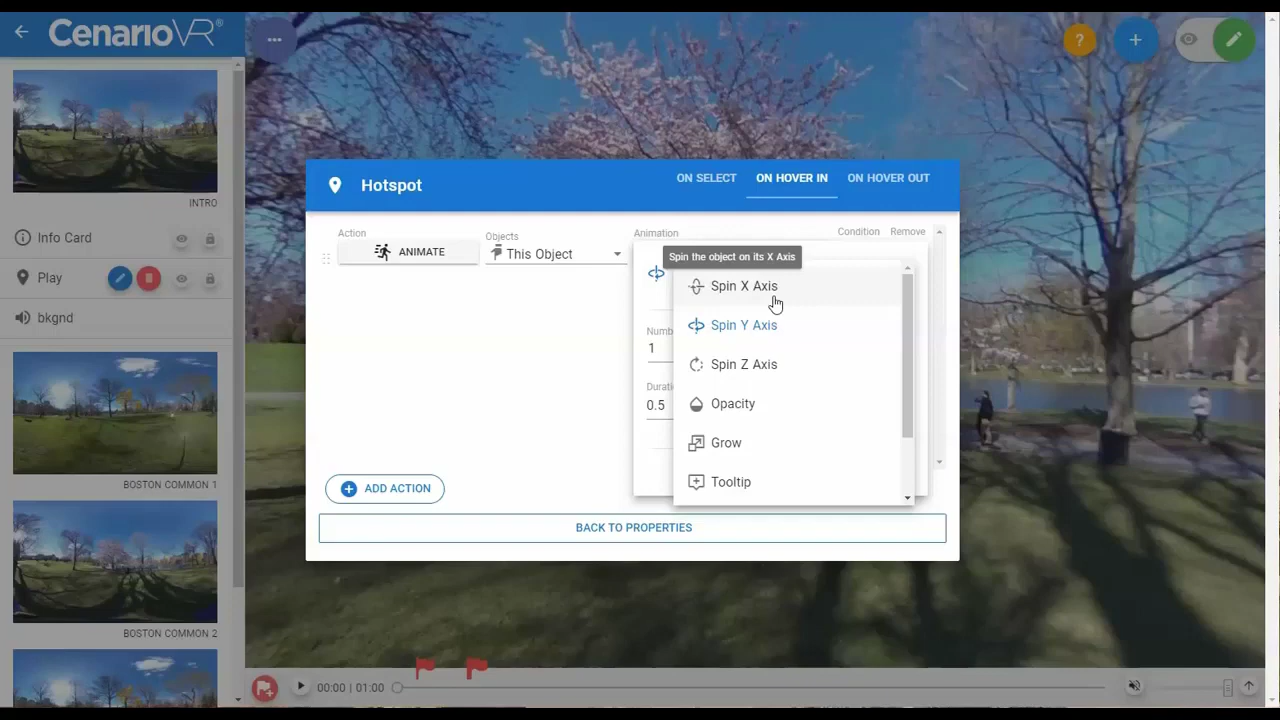 CenarioVR®
INTRO
Info Card
Play
bkgnd
BOSTON COMMON 1
BOSTON COMMON 2
?
Hotspot
ON SELECT
ON HOVER IN
ON HOVER OUT
Action
Objects
Animation
Condition
Remove
ANIMATE
This Object
Spin the object on its X Axis
Spin X Axis
Spin Y Axis
Spin Z Axis
Opacity
Grow
Tooltip
Numb
1
Durati
0.5
ADD ACTION
BACK TO PROPERTIES
00:00 | 01:00